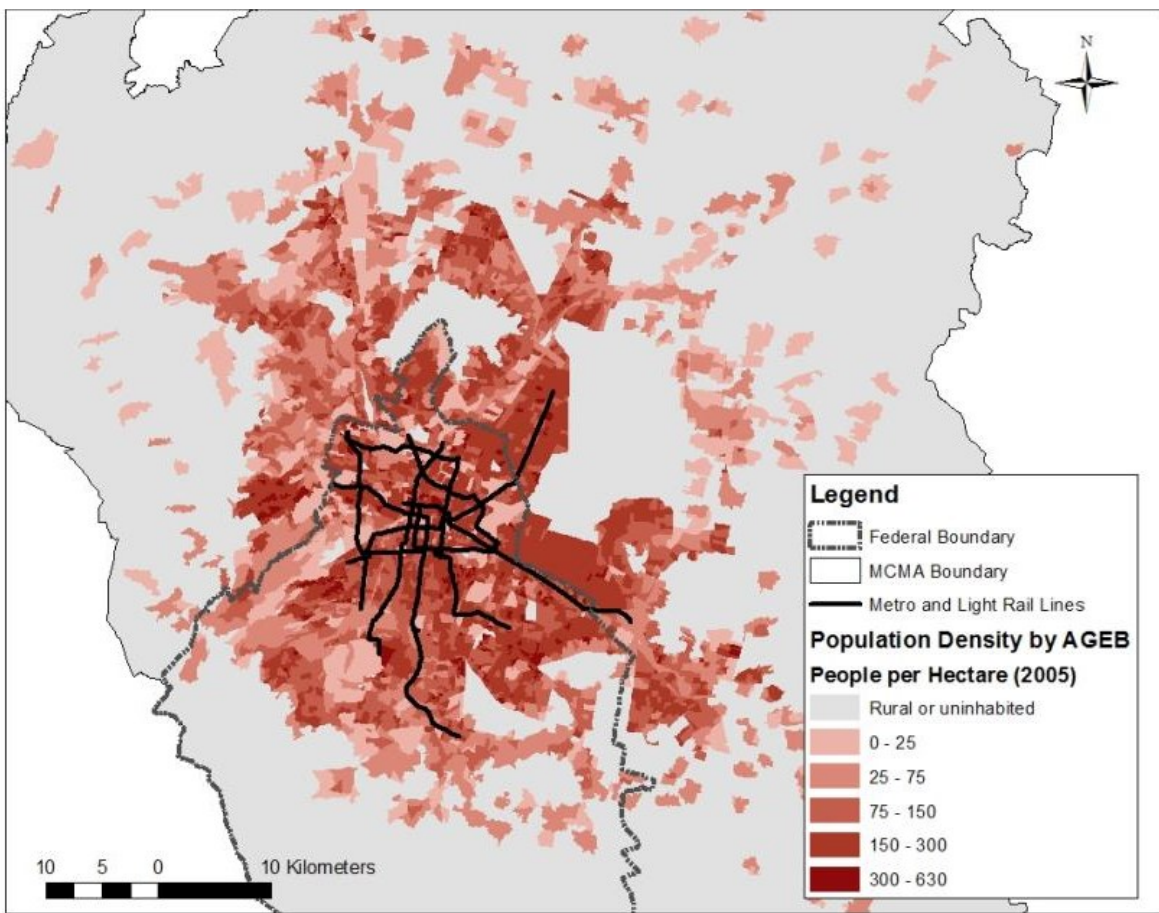 N
Legend
Federal Boundary
MCMA Boundary
Metro and Light Rail Lines
Population Density by AGEB
People per Hectare (2005)
Rural or uninhabited
0 - 25
25 - 75
75 - 150
150 - 300
300 - 630
10 5 0 10 Kilometers